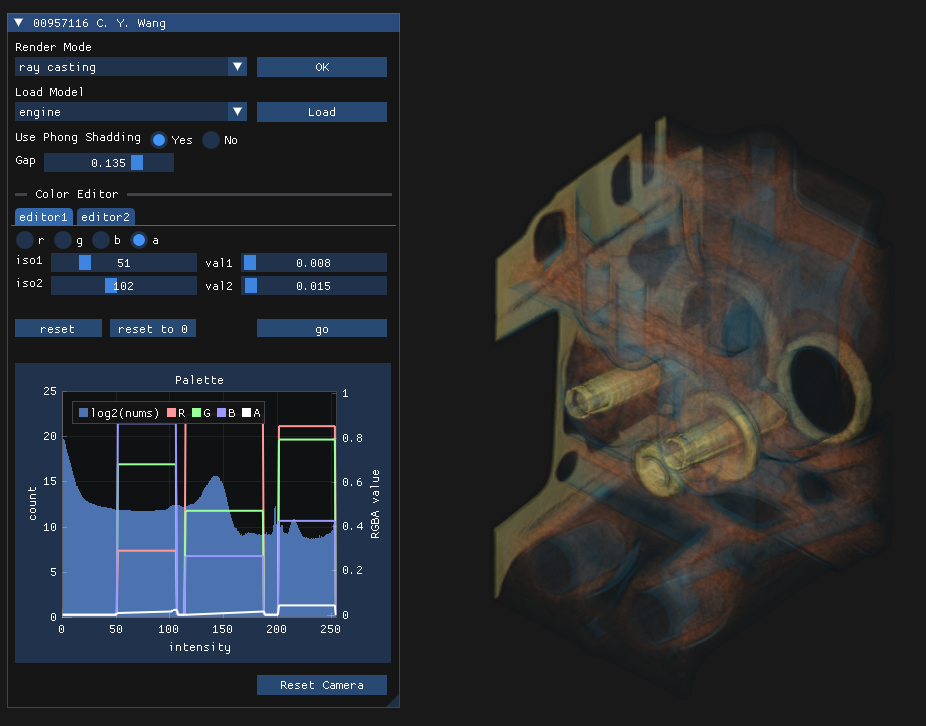 00957116 C. Y. Wang
Render Mode
ray casting OK
Load Model
engine Load
Use Phong Shadding Yes No
Gap 0.135
Color Editor
editor1 editor2
r g b a
iso1 51 val1 0.008
iso2 102 val2 0.015
reset reset to 0 go
Palette
25 1
log2(nums) R G B A
20 0.8
15 0.6
count RGBA value
10 0.4
5 0.2
0 0
0 50 100 150 200 250
intensity
Reset Camera